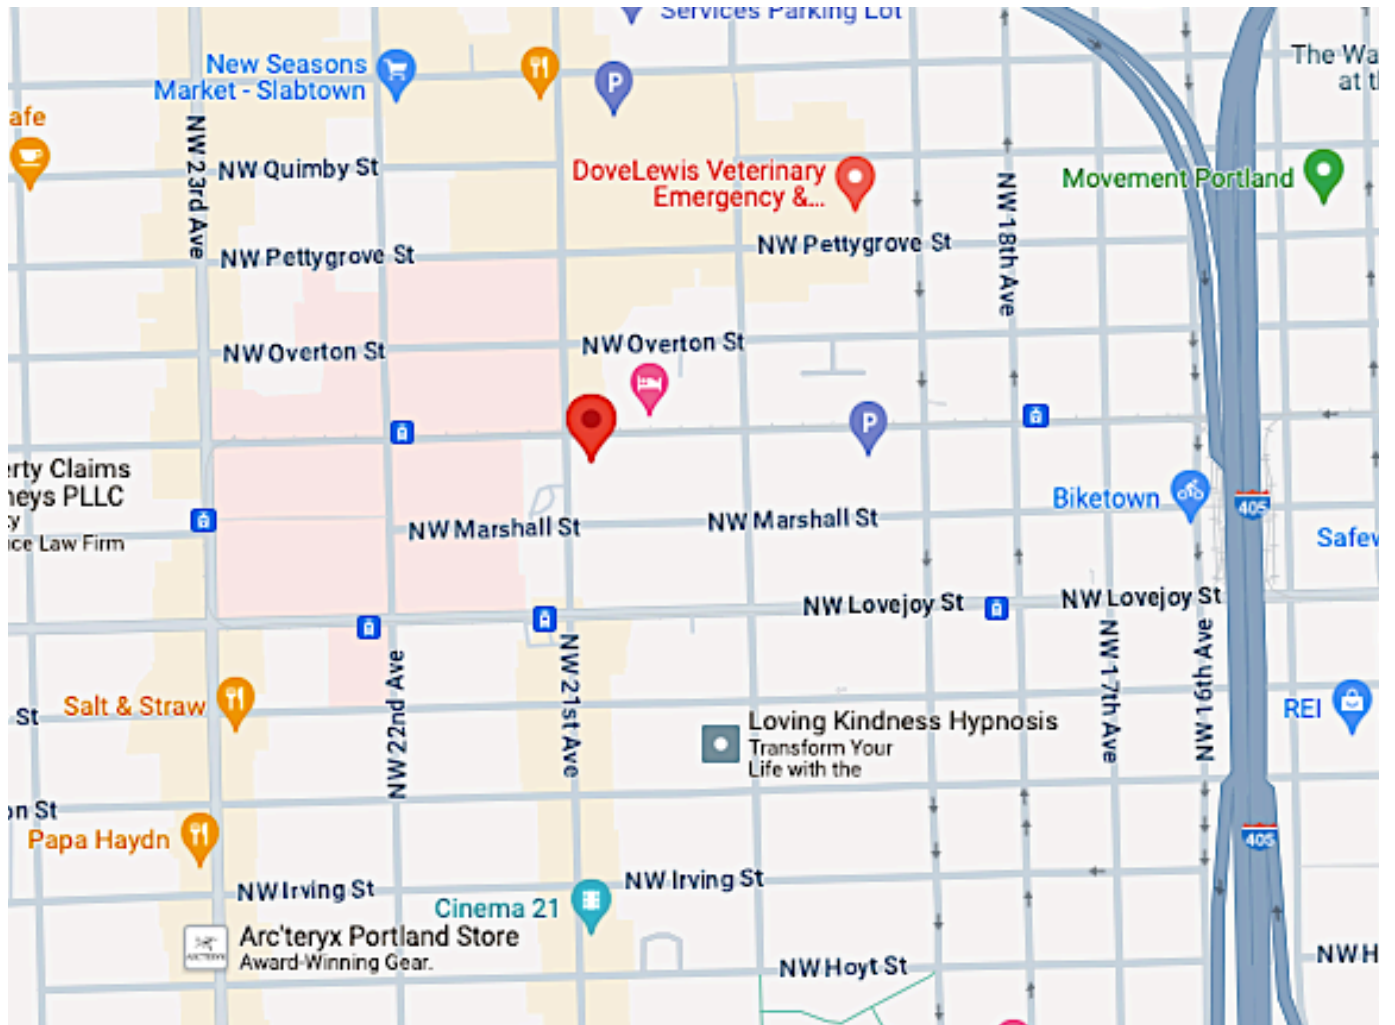 Services Parking Lot
The Wa
at t
New Seasons
Market - Slabtown
P
afe
NW 23rd Ave
NW Quimby St
DoveLewis Veterinary
Emergency &...
Movement Portland
NW 18th Ave
NW Pettygrove St
NW Pettygrove St
NW Overton St
NW Overton St
P
erty Claims
neys PLLC
ty
ice Law Firm
Biketown
405
NW Marshall St
NW Marshall St
Safew
NW Lovejoy St
NW Lovejoy St
NW 22nd Ave
NW 21st Ave
NW 17th Ave
NW 16th Ave
Salt & Straw
St
REI
Loving Kindness Hypnosis
Transform Your
Life with the
on St
Papa Haydn
405
NW Irving St
NW Irving St
Cinema 21
Arc'teryx Portland Store
Award-Winning Gear.
ARC'TERYX
NW Hoyt St
NW H